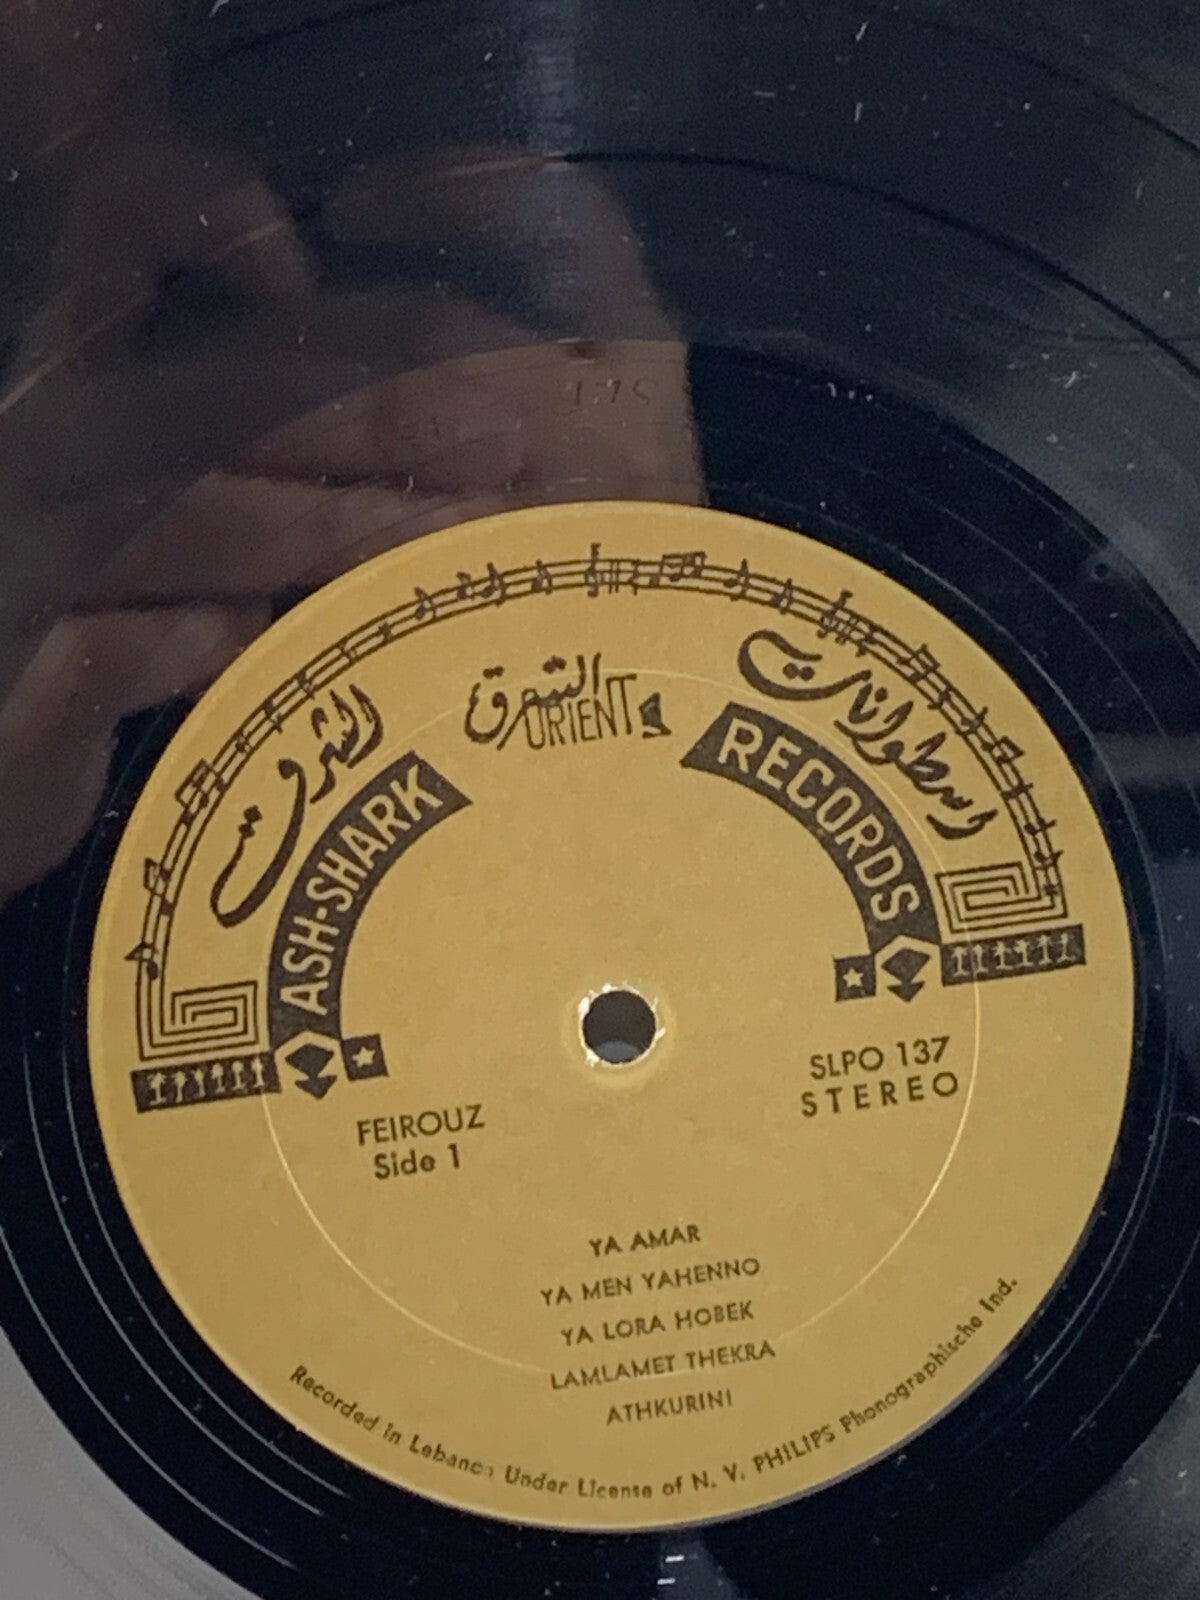 الشرق
الشرق
اسطوانات
ORIENT
ASH-SHARK
RECORDS
SLPO 137
STEREO
FEIROUZ
Side 1
YA AMAR
YA MEN YAHENNO
YA LORA HOBEK
LAMLAMET THEKRA
ATHKURINI
Recorded in Lebanon Under License of N. V. PHILIPS Phonographische Ind.